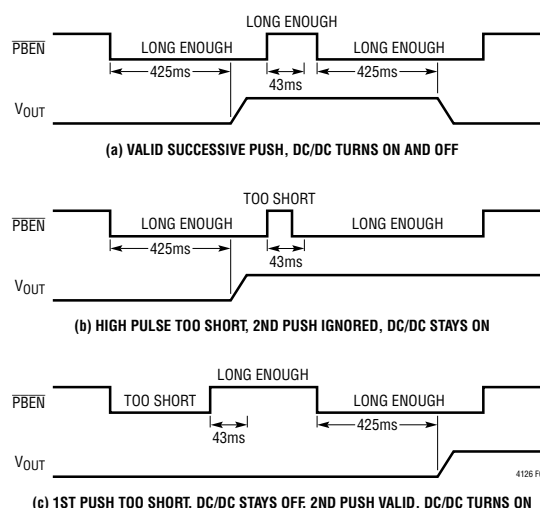 LONG ENOUGH
PBEN
LONG ENOUGH
LONG ENOUGH
425ms
43ms
425ms
VOUT
(a) VALID SUCCESSIVE PUSH, DC/DC TURNS ON AND OFF
TOO SHORT
PBEN
LONG ENOUGH
LONG ENOUGH
425ms
43ms
VOUT
(b) HIGH PULSE TOO SHORT, 2ND PUSH IGNORED, DC/DC STAYS ON
LONG ENOUGH
PBEN
TOO SHORT
LONG ENOUGH
43ms
425ms
VOUT
4126
(c) 1ST PUSH TOO SHORT, DC/DC STAYS OFF, 2ND PUSH VALID, DC/DC TURNS ON